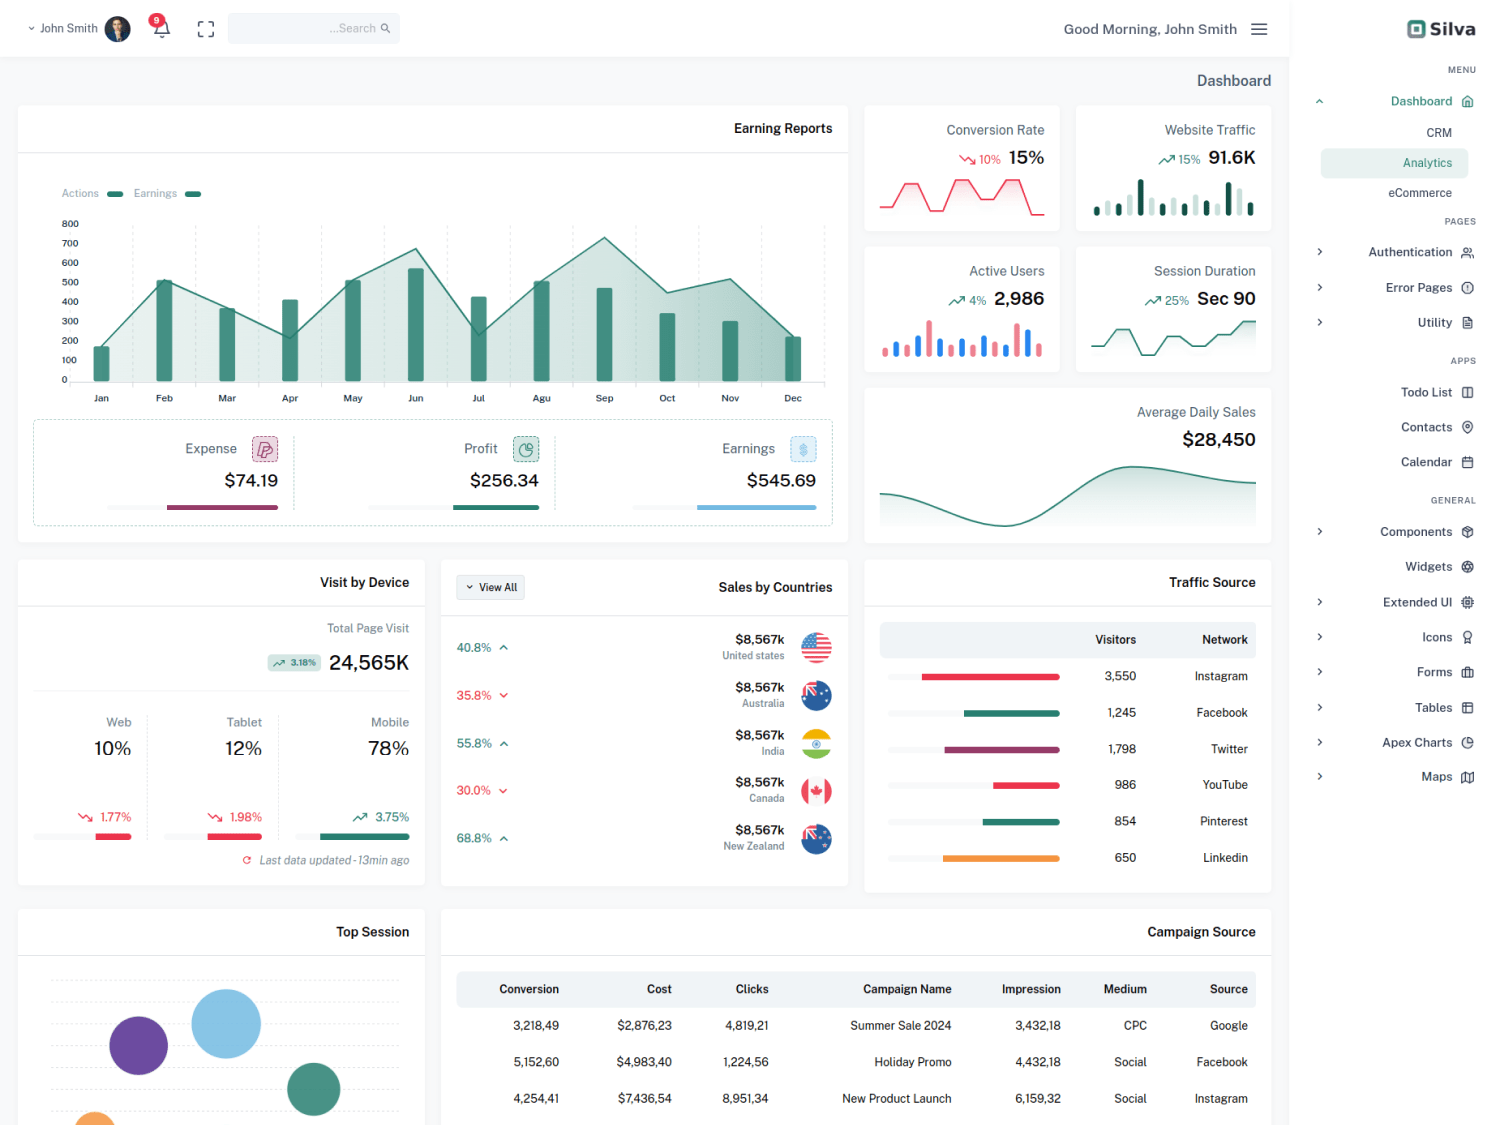 John Smith
9
Search...
Good Morning, John Smith
Silva
MENU
Dashboard
CRM
Analytics
eCommerce
PAGES
Authentication
Error Pages
Utility
APPS
Todo List
Contacts
Calendar
GENERAL
Components
Widgets
Extended UI
Icons
Forms
Tables
Apex Charts
Maps
Dashboard
Earning Reports
Actions Earnings
800
700
600
500
400
300
200
100
0
Jan Feb Mar Apr May Jun Jul Agu Sep Oct Nov Dec
Expense
$74.19
Profit
$256.34
Earnings
$545.69
Conversion Rate
10% 15%
Website Traffic
15% 91.6K
Active Users
4% 2,986
Session Duration
25% Sec 90
Average Daily Sales
$28,450
Visit by Device
Total Page Visit
3.18% 24,565K
Web Tablet Mobile
10% 12% 78%
1.77% 1.98% 3.75%
Last data updated - 13min ago
View All
Sales by Countries
40.8% $8,567k
United states
35.8% $8,567k
Australia
55.8% $8,567k
India
30.0% $8,567k
Canada
68.8% $8,567k
New Zealand
Traffic Source
Visitors Network
3,550 Instagram
1,245 Facebook
1,798 Twitter
986 YouTube
854 Pinterest
650 Linkedin
Top Session
Campaign Source
Conversion Cost Clicks Campaign Name Impression Medium Source
3,218,49 $2,876,23 4,819,21 Summer Sale 2024 3,432,18 CPC Google
5,152,60 $4,983,40 1,224,56 Holiday Promo 4,432,18 Social Facebook
4,254,41 $7,436,54 8,951,34 New Product Launch 6,159,32 Social Instagram